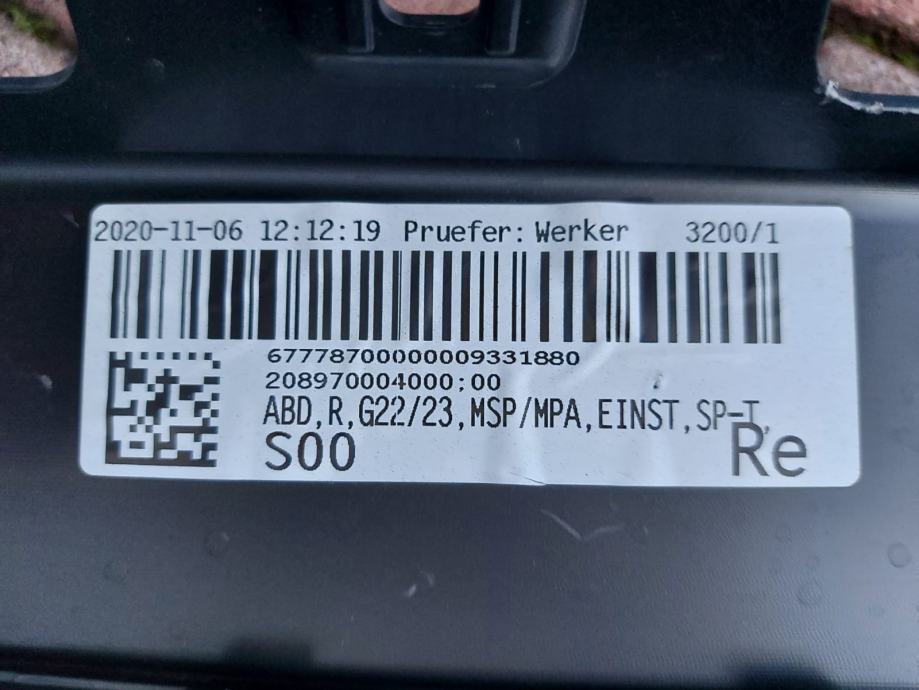 2020-11-06 12:12:19 Pruefer: Werker 3200/1
67778700000009331880
208970004000;00
ABD,R,G22/23,MSP/MPA,EINST,SP-T,
S00 Re